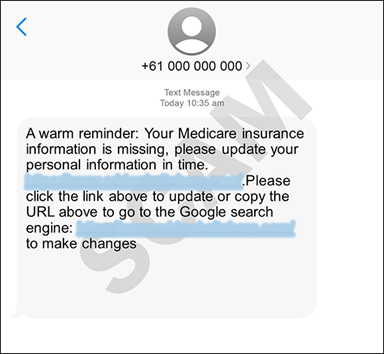 +61 000 000 000 >
Text Message
Today 10:35 am
A warm reminder: Your Medicare insurance
information is missing, please update your
personal information in time.
.Please
click the link above to update or copy the
URL above to go to the Google search
engine:
to make changes
SCAM